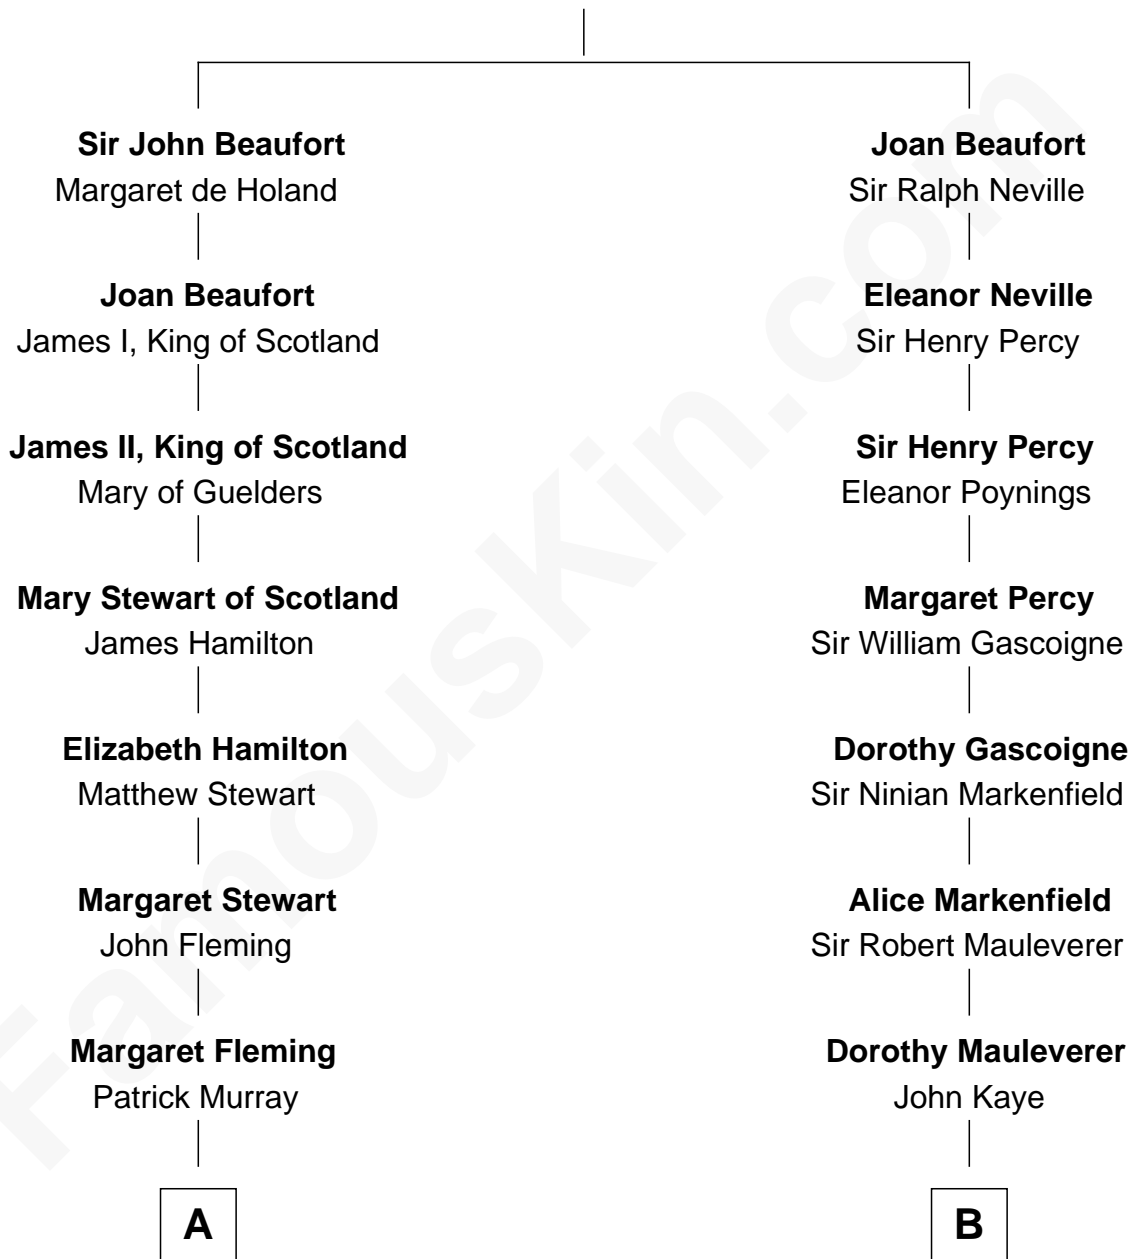 Sir John Beaufort
Margaret de Holand
Joan Beaufort
James I, King of Scotland
James II, King of Scotland
Mary of Guelders
Mary Stewart of Scotland
James Hamilton
Elizabeth Hamilton
Matthew Stewart
Margaret Stewart
John Fleming
Margaret Fleming
Patrick Murray
A
Joan Beaufort
Sir Ralph Neville
Eleanor Neville
Sir Henry Percy
Sir Henry Percy
Eleanor Poynings
Margaret Percy
Sir William Gascoigne
Dorothy Gascoigne
Sir Ninian Markenfield
Alice Markenfield
Sir Robert Mauleverer
Dorothy Mauleverer
John Kaye
B
FamousKin.com